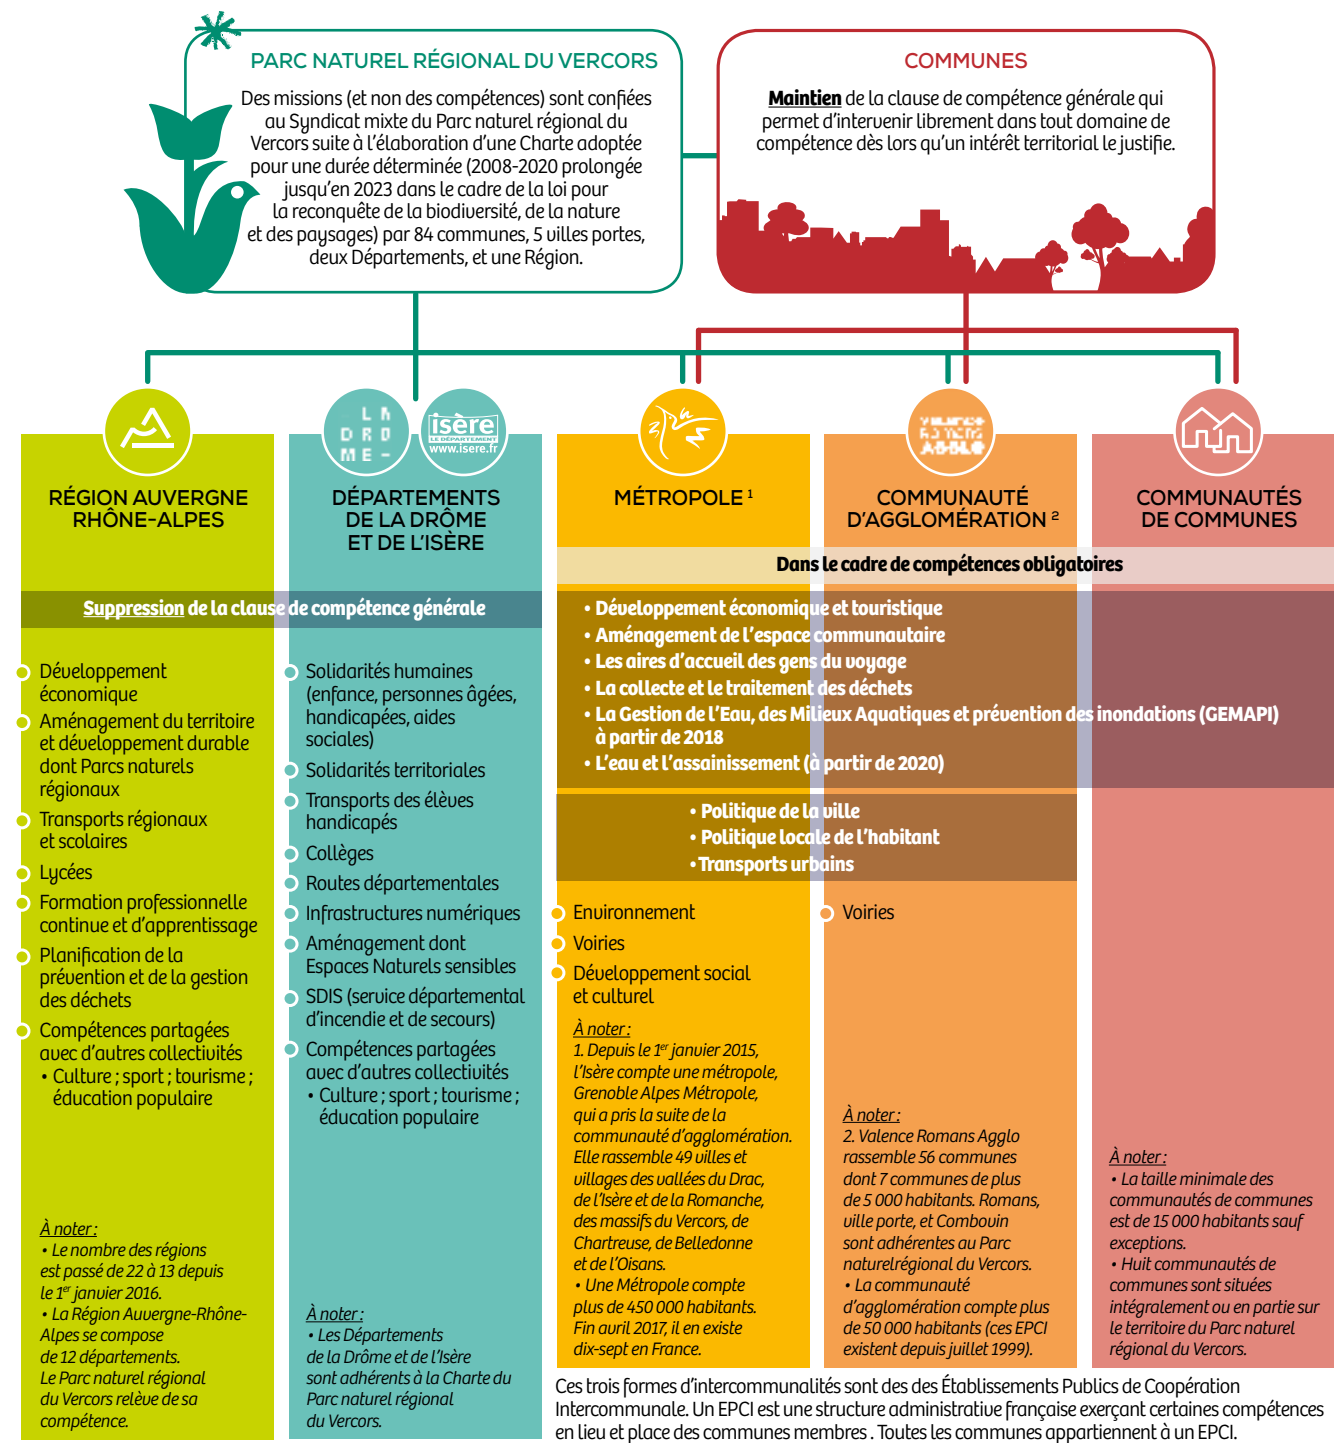 PARC NATUREL RÉGIONAL DU VERCORS
Des missions (et non des compétences) sont confiées
au Syndicat mixte du Parc naturel régional du
Vercors suite à l'élaboration d'une Charte adoptée
pour une durée déterminée (2008-2020 prolongée
jusqu'en 2023 dans le cadre de la loi pour
la reconquête de la biodiversité, de la nature
et des paysages) par 84 communes, 5 villes portes,
deux Départements, et une Région.
COMMUNES
Maintien de la clause de compétence générale qui
permet d'intervenir librement dans tout domaine de
compétence dès lors qu'un intérêt territorial le justifie.
RÉGION AUVERGNE
RHÔNE-ALPES
LA
DRO
ME -
isère
LE DÉPARTEMENT
www.isere.fr
DÉPARTEMENTS
DE LA DRÔME
ET DE L'ISÈRE
Suppression de la clause de compétence générale
Développement
économique
Aménagement du territoire
et développement durable
dont Parcs naturels
régionaux
Transports régionaux
et scolaires
Lycées
Formation professionnelle
continue et d'apprentissage
Planification de la
prévention et de la gestion
des déchets
Compétences partagées
avec d'autres collectivités
• Culture ; sport ; tourisme ;
éducation populaire
À noter :
• Le nombre des régions
est passé de 22 à 13 depuis
le 1er janvier 2016.
• La Région Auvergne-Rhône-
Alpes se compose
de 12 départements.
Le Parc naturel régional
du Vercors relève de sa
compétence.
Solidarités humaines
(enfance, personnes âgées,
handicapées, aides
sociales)
Solidarités territoriales
Transports des élèves
handicapés
Collèges
Routes départementales
Infrastructures numériques
Aménagement dont
Espaces Naturels sensibles
SDIS (service départemental
d'incendie et de secours)
Compétences partagées
avec d'autres collectivités
• Culture ; sport ; tourisme ;
éducation populaire
À noter :
• Les Départements
de la Drôme et de l'Isère
sont adhérents à la Charte du
Parc naturel régional
du Vercors.
MÉTROPOLE 1
VALENCE
ROMANS
AGGLO
COMMUNAUTÉ
D'AGGLOMÉRATION 2
COMMUNAUTÉS
DE COMMUNES
Dans le cadre de compétences obligatoires
• Développement économique et touristique
• Aménagement de l'espace communautaire
• Les aires d'accueil des gens du voyage
• La collecte et le traitement des déchets
• La Gestion de l'Eau, des Milieux Aquatiques et prévention des inondations (GEMAPI)
à partir de 2018
• L'eau et l'assainissement (à partir de 2020)
• Politique de la ville
• Politique locale de l'habitant
• Transports urbains
Environnement
Voiries
Développement social
et culturel
À noter :
1. Depuis le 1er janvier 2015,
l'Isère compte une métropole,
Grenoble Alpes Métropole,
qui a pris la suite de la
communauté d'agglomération.
Elle rassemble 49 villes et
villages des vallées du Drac,
de l'Isère et de la Romanche,
des massifs du Vercors, de
Chartreuse, de Belledonne
et de l'Oisans.
• Une Métropole compte
plus de 450 000 habitants.
Fin avril 2017, il en existe
dix-sept en France.
Voiries
À noter :
2. Valence Romans Agglo
rassemble 56 communes
dont 7 communes de plus
de 5 000 habitants. Romans,
ville porte, et Combovin
sont adhérentes au Parc
naturelrégional du Vercors.
• La communauté
d'agglomération compte plus
de 50 000 habitants (ces EPCI
existent depuis juillet 1999).
À noter :
• La taille minimale des
communautés de communes
est de 15 000 habitants sauf
exceptions.
• Huit communautés de
communes sont situées
intégralement ou en partie sur
le territoire du Parc naturel
régional du Vercors.
Ces trois formes d'intercommunalités sont des des Établissements Publics de Coopération
Intercommunale. Un EPCI est une structure administrative française exerçant certaines compétences
en lieu et place des communes membres . Toutes les communes appartiennent à un EPCI.